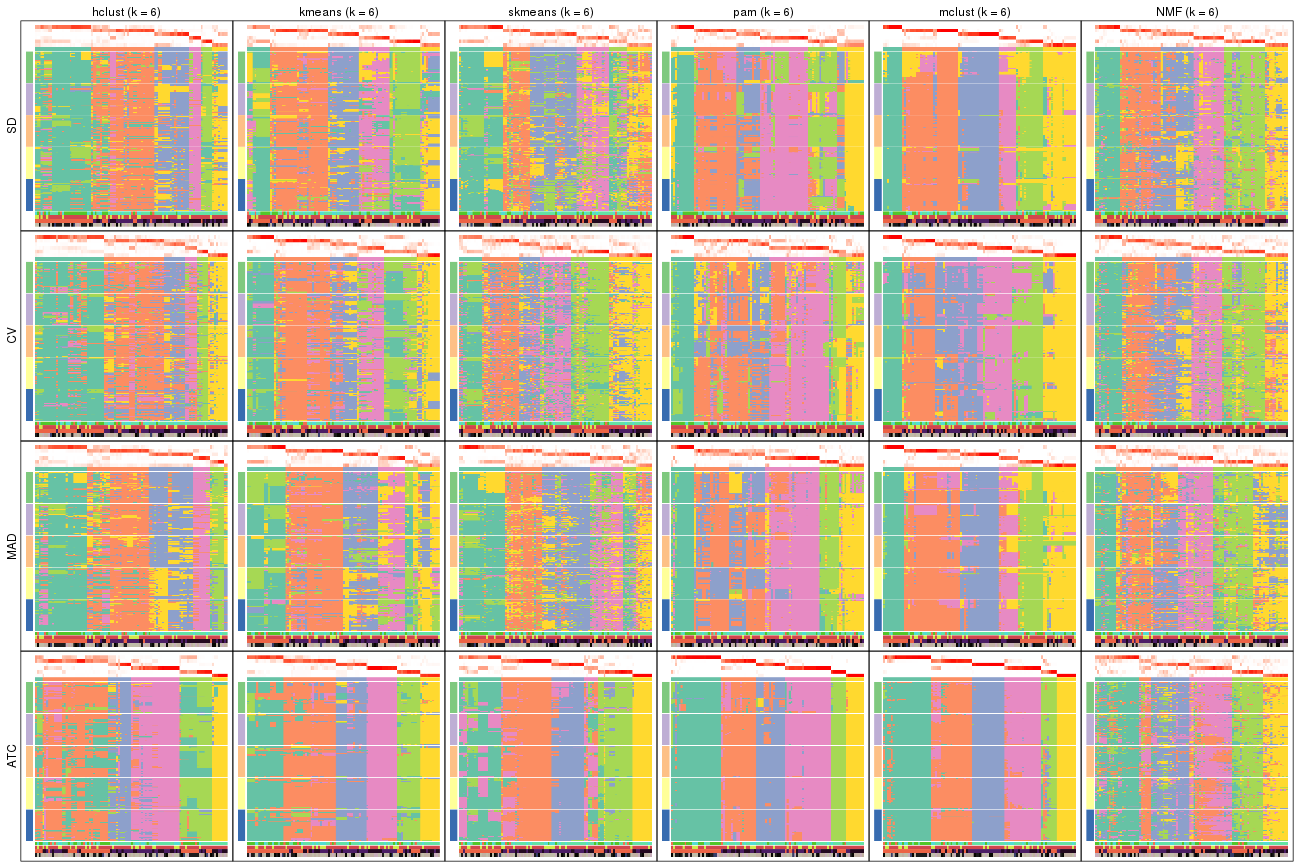 hclust (k = 6) kmeans (k = 6) skmeans (k = 6) pam (k = 6) mclust (k = 6) NMF (k = 6)
SD
CV
MAD
ATC